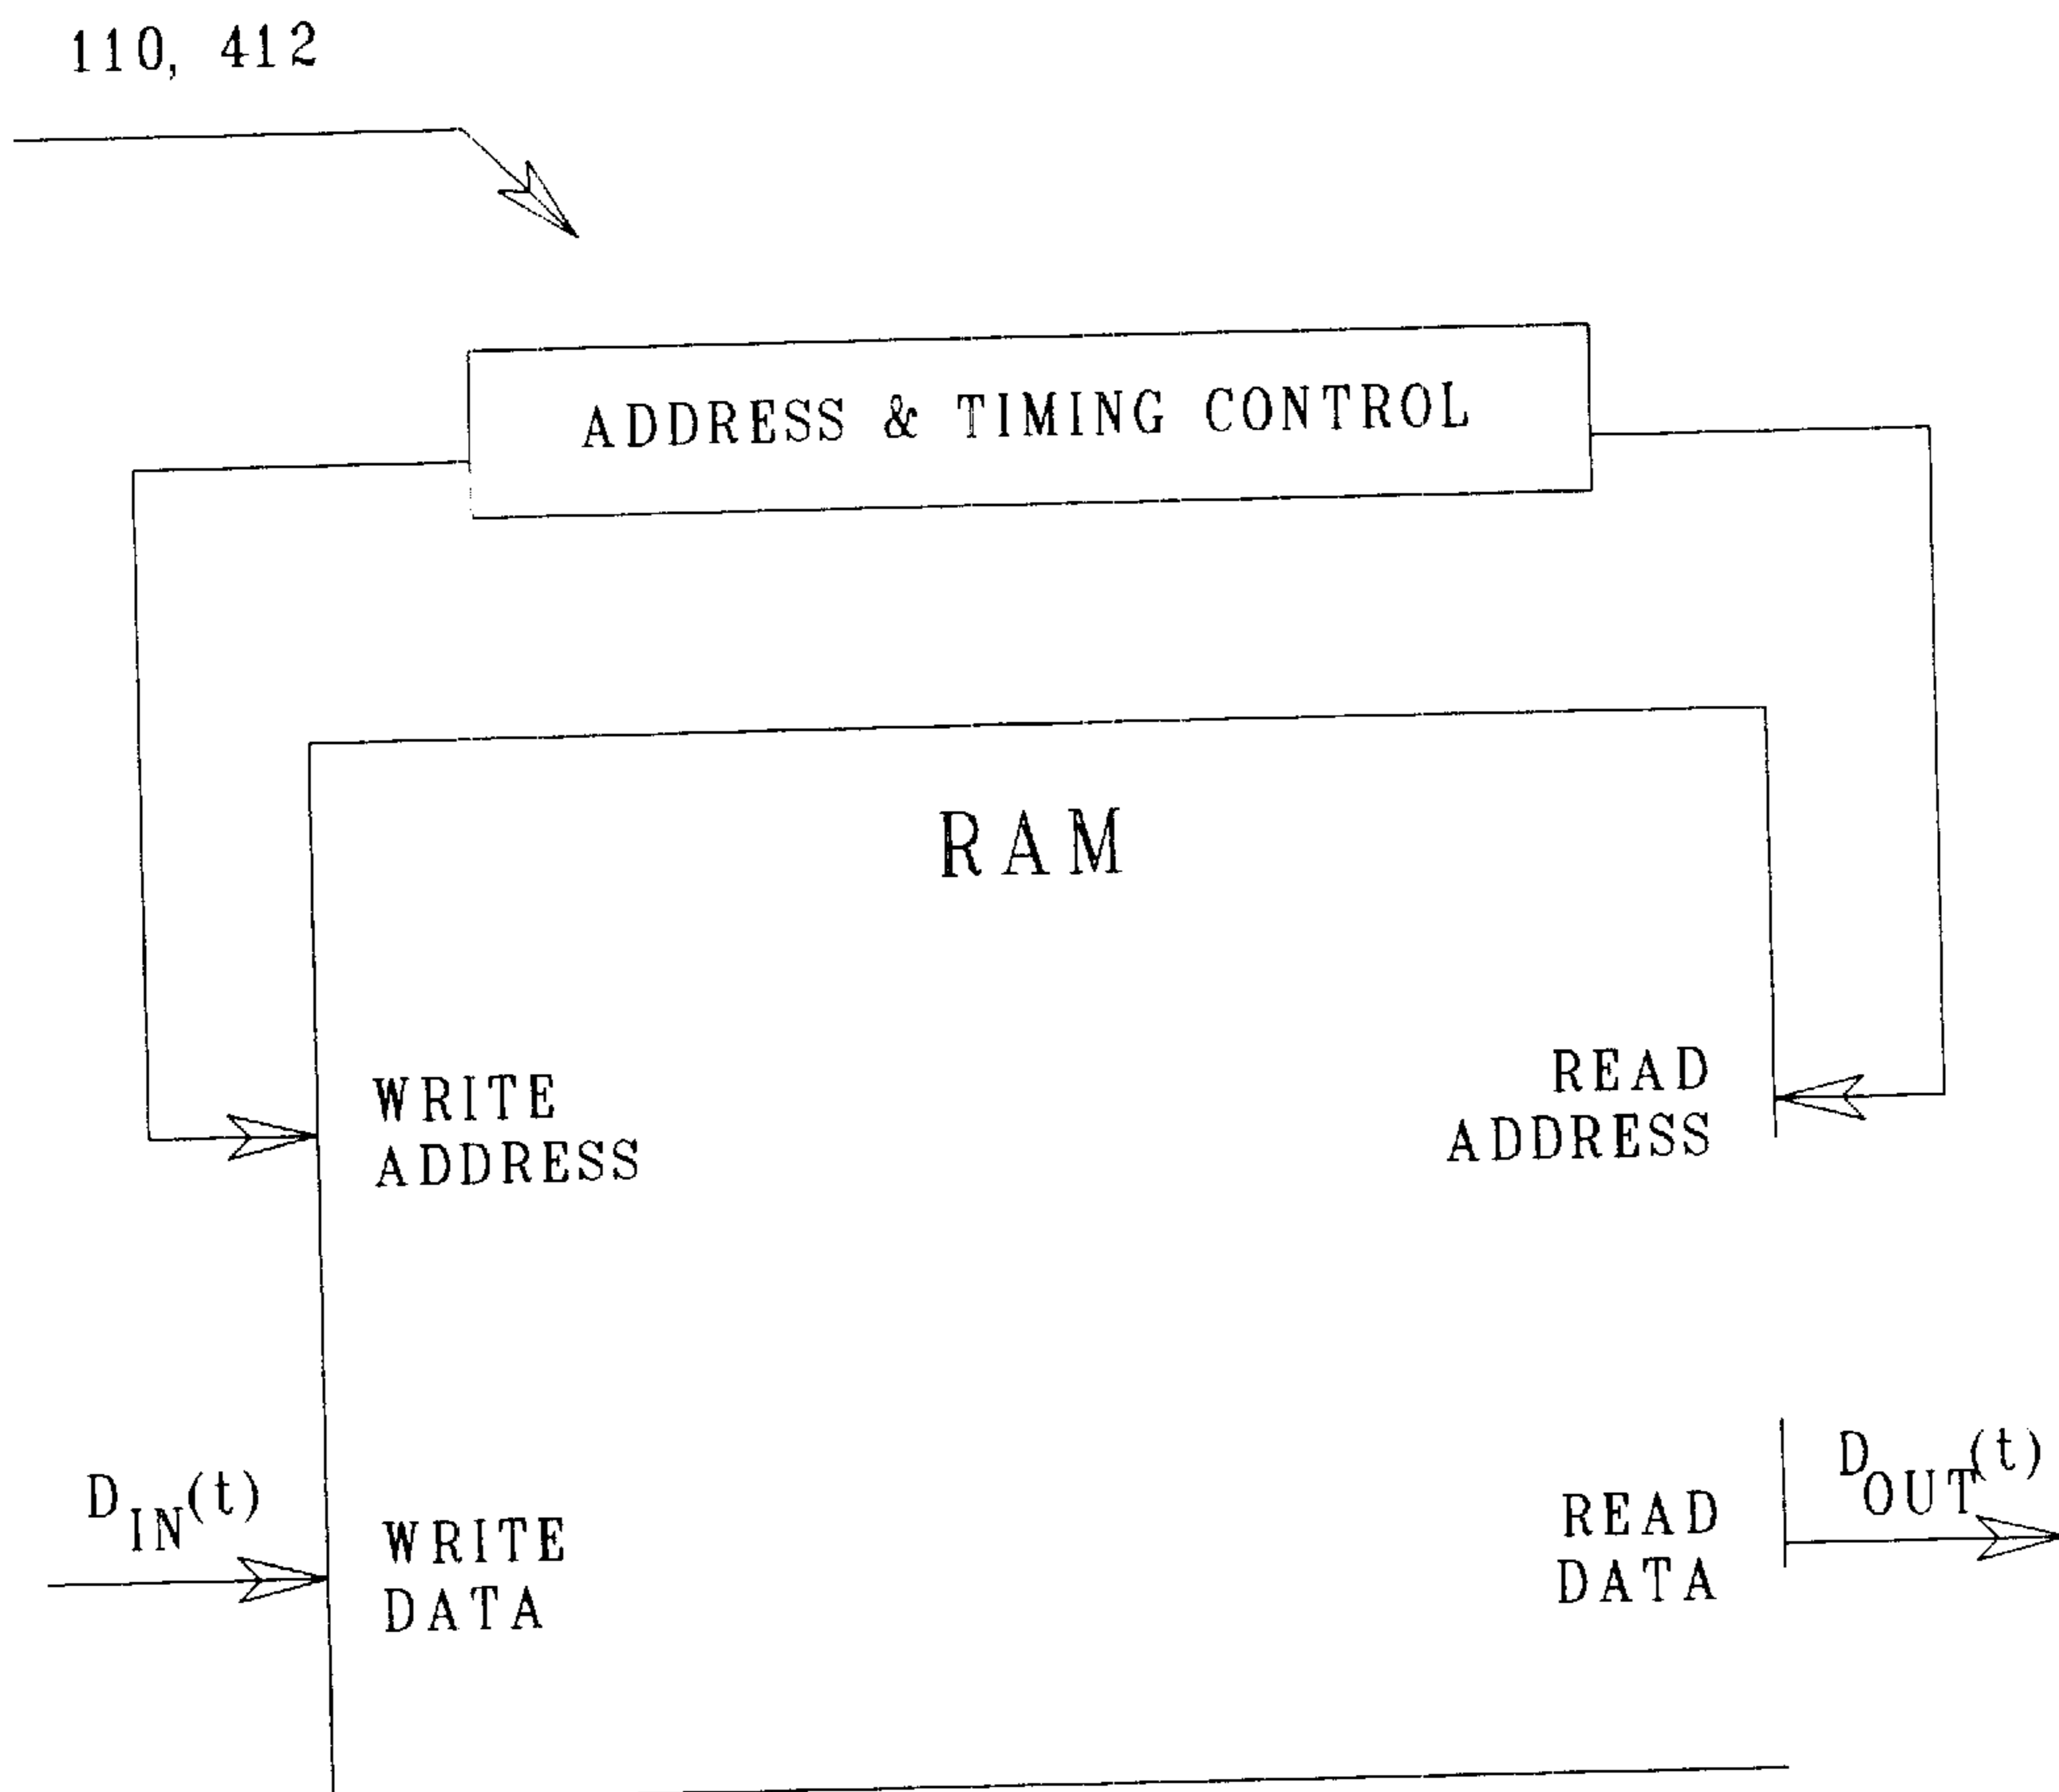 110, 412
ADDRESS & TIMING CONTROL
RAM
WRITE
ADDRESS
READ
ADDRESS
D_IN(t)
WRITE
DATA
READ
DATA
D_OUT(t)